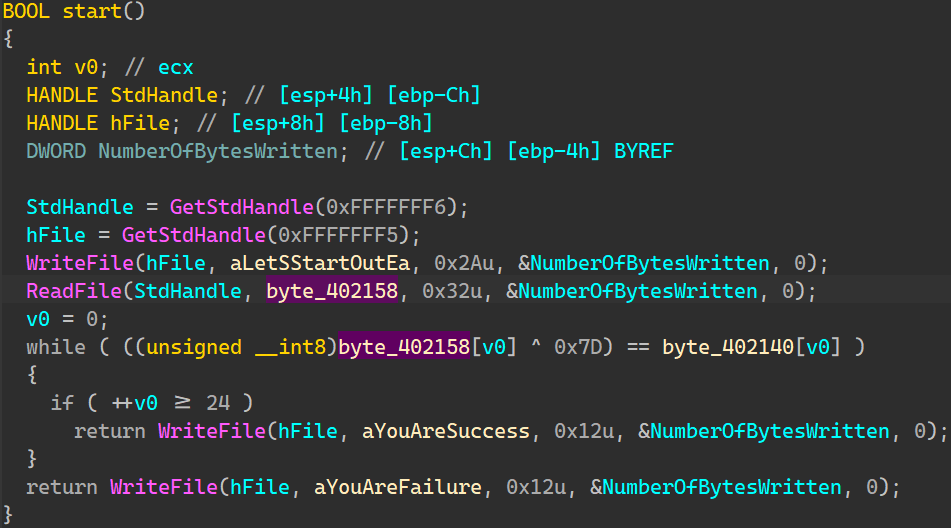 BOOL start()
{
  int v0; // ecx
  HANDLE StdHandle; // [esp+4h] [ebp-Ch]
  HANDLE hFile; // [esp+8h] [ebp-8h]
  DWORD NumberOfBytesWritten; // [esp+Ch] [ebp-4h] BYREF

  StdHandle = GetStdHandle(0xFFFFFFF6);
  hFile = GetStdHandle(0xFFFFFFF5);
  WriteFile(hFile, aLetSStartOutEa, 0x2Au, &NumberOfBytesWritten, 0);
  ReadFile(StdHandle, byte_402158, 0x32u, &NumberOfBytesWritten, 0);
  v0 = 0;
  while ( ((unsigned __int8)byte_402158[v0] ^ 0x7D) == byte_402140[v0] )
  {
    if ( ++v0 ≥ 24 )
      return WriteFile(hFile, aYouAreSuccess, 0x12u, &NumberOfBytesWritten, 0);
  }
  return WriteFile(hFile, aYouAreFailure, 0x12u, &NumberOfBytesWritten, 0);
}